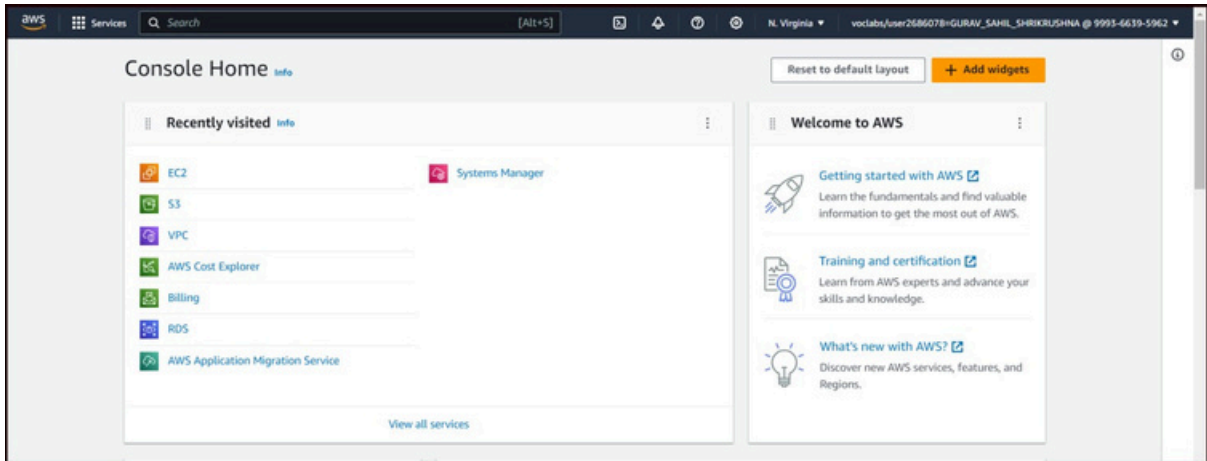 aws Services Search [Alt+S] N. Virginia voclabs/user2686078=GURAV_SAHIL_SHRIKRUSHNA @ 9993-6639-5962
Console Home Info
Reset to default layout
+ Add widgets
Recently visited Info
EC2
S3
VPC
AWS Cost Explorer
Billing
RDS
AWS Application Migration Service
Systems Manager
View all services
Welcome to AWS
Getting started with AWS
Learn the fundamentals and find valuable
information to get the most out of AWS.
Training and certification
Learn from AWS experts and advance your
skills and knowledge.
What's new with AWS?
Discover new AWS services, features, and
Regions.